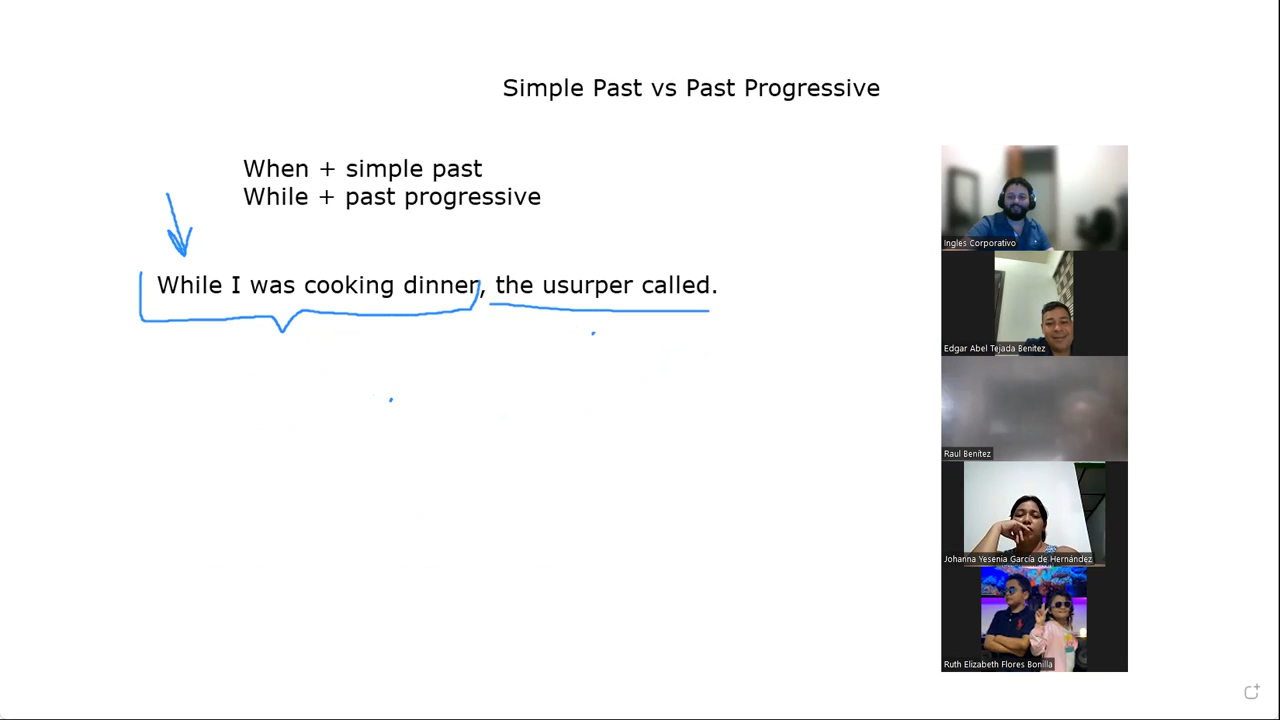 Simple Past vs Past Progressive
When + simple past
While + past progressive
While I was cooking dinner, the usurper called.
Ingles Corporativo
Edgar Abel Tejada Benitez
Raul Benítez
Johanna Yesenia García de Hernández
Ruth Elizabeth Flores Bonilla